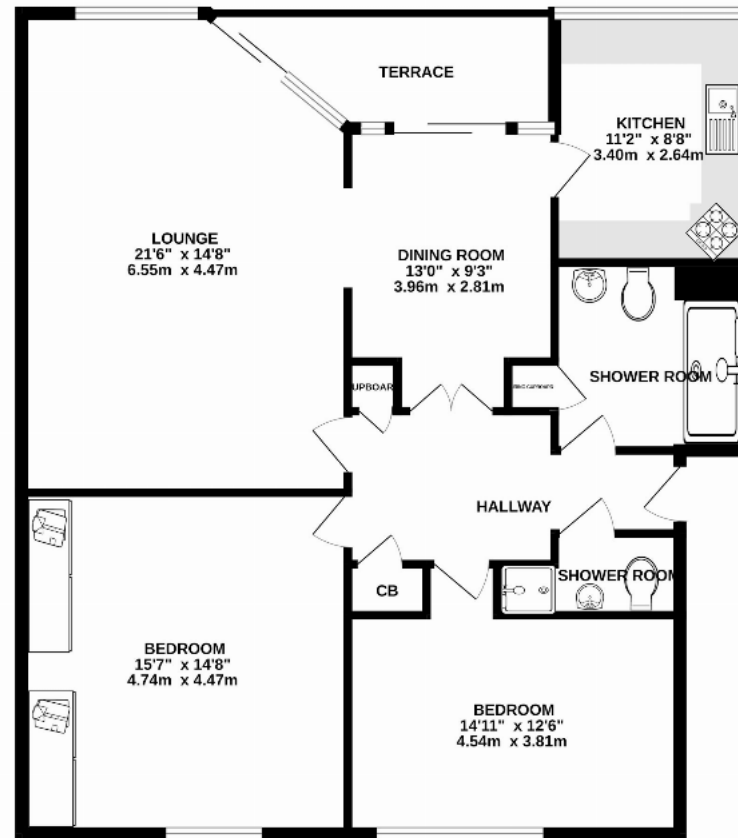 TERRACE
KITCHEN
11'2" x 8'8"
3.40m x 2.64m
LOUNGE
21'6" x 14'8"
6.55m x 4.47m
DINING ROOM
13'0" x 9'3"
3.96m x 2.81m
UPBOAR
SHOWER ROOM
HALLWAY
SHOWER ROOM
CB
BEDROOM
15'7" x 14'8"
4.74m x 4.47m
BEDROOM
14'11" x 12'6"
4.54m x 3.81m